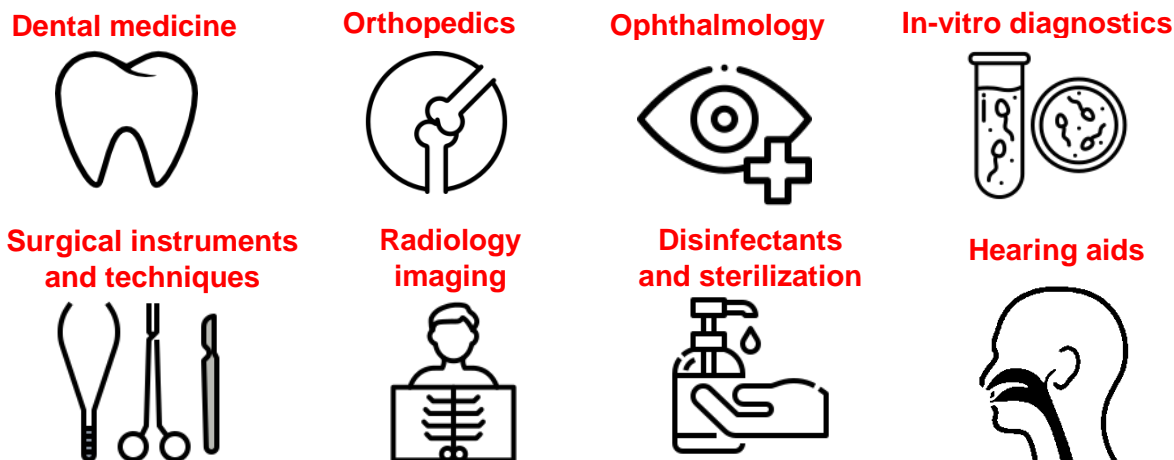 Dental medicine
Orthopedics
Ophthalmology
In-vitro diagnostics
Surgical instruments
and techniques
Radiology
imaging
Disinfectants
and sterilization
Hearing aids